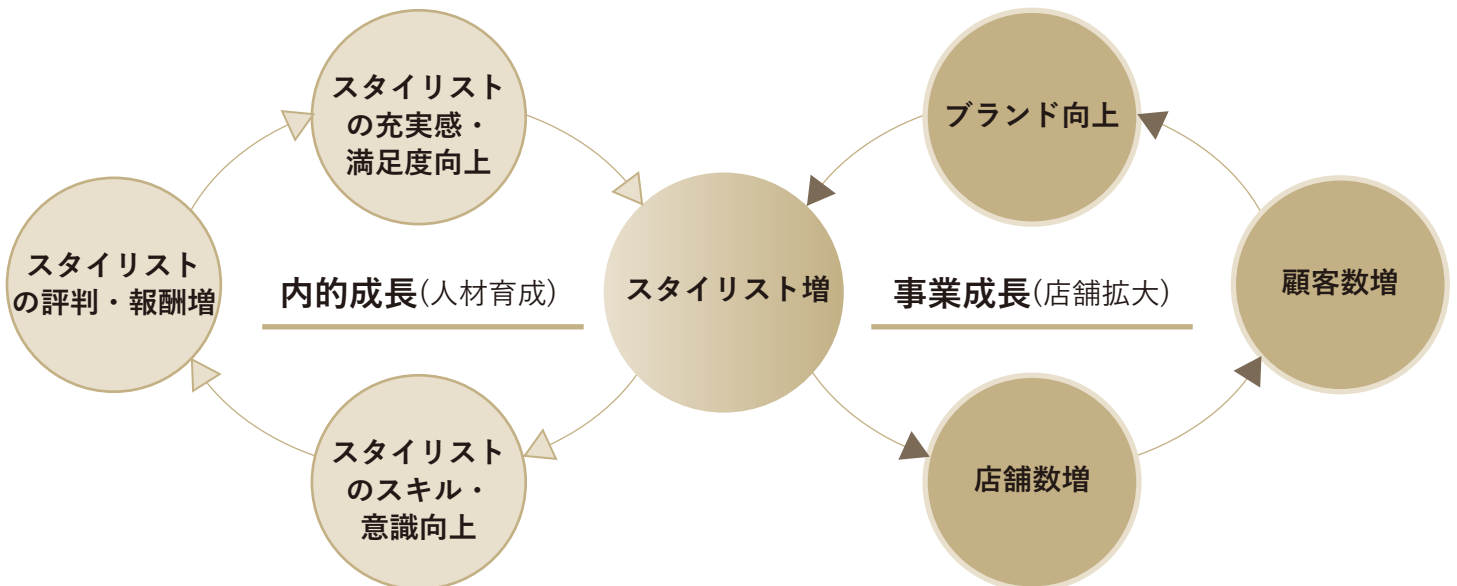 スタイリスト
の充実感・
満足度向上
ブランド向上
スタイリスト
の評判・報酬増
内的成長(人材育成)
スタイリスト増
事業成長(店舗拡大)
顧客数増
スタイリスト
のスキル・
意識向上
店舗数増